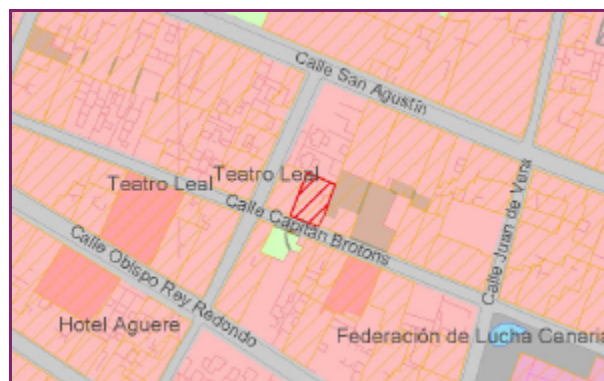 Calle San Agustín
Teatro Leal
Teatro Leal
Calle Capitán Brotons
Calle Juan de Vera
Calle Obispo Rey Redondo
Hotel Aguere
Federación de Lucha Canaria